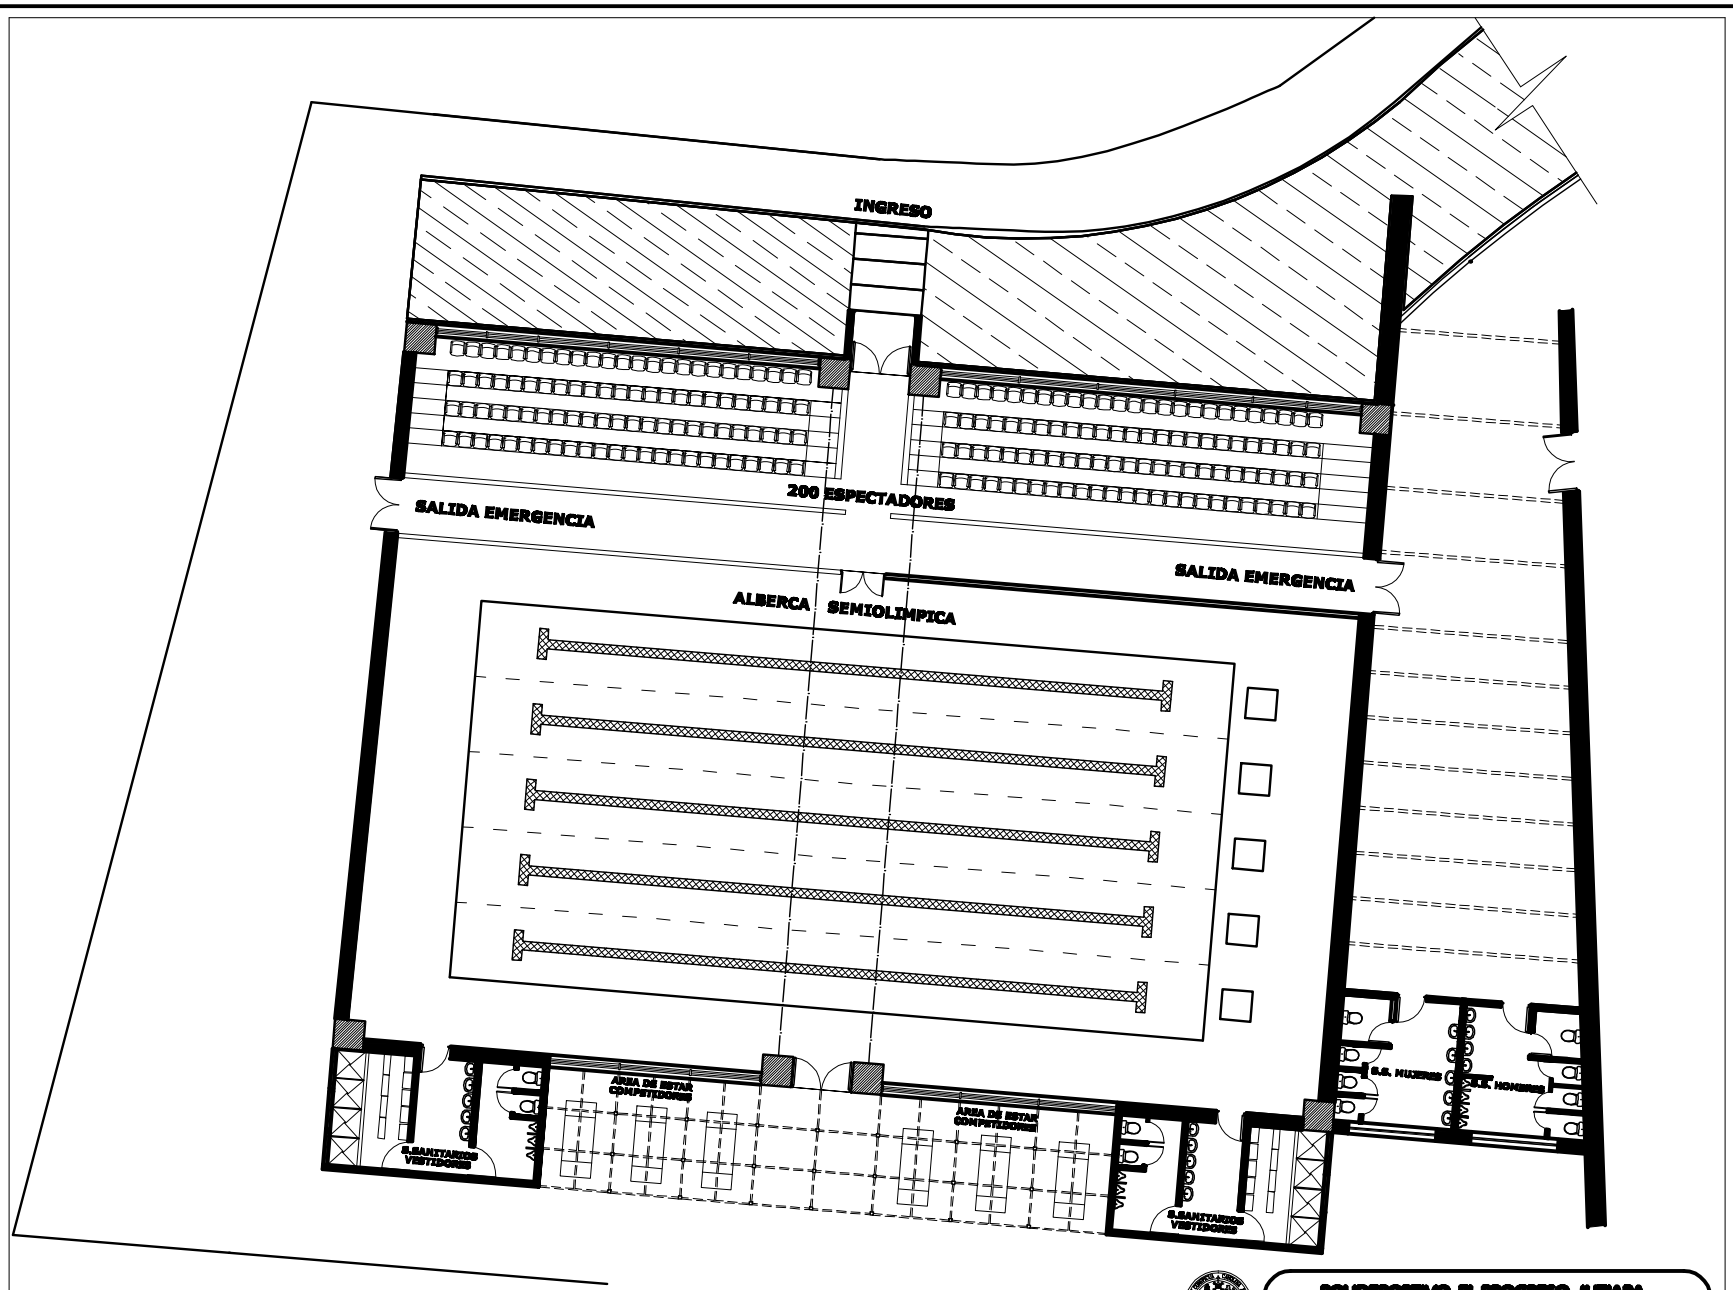 INGRESO
200 ESPECTADORES
SALIDA EMERGENCIA
SALIDA EMERGENCIA
ALBERCA SEMIOLIMPICA
AREA DE ESTAR
COMPETIDORES
AREA DE ESTAR
COMPETIDORES
S.S. MUJERES
S.S. HOMBRES
S.SANITARIOS
VESTIDORES
S.SANITARIOS
VESTIDORES